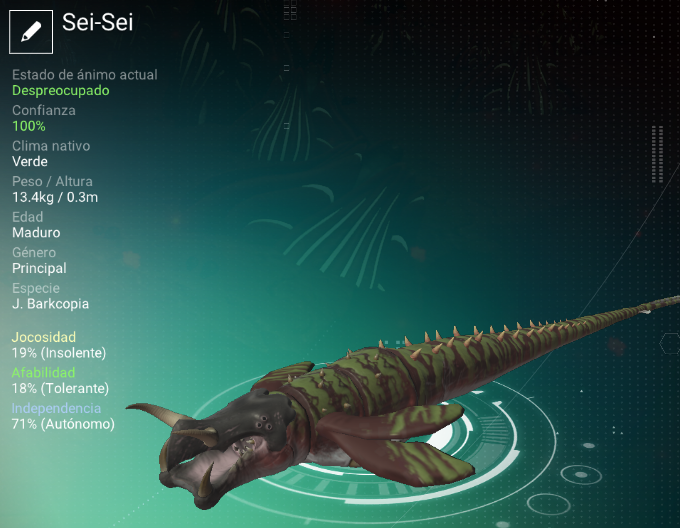 Sei-Sei
Estado de ánimo actual
Despreocupado
Confianza
100%
Clima nativo
Verde
Peso / Altura
13.4kg / 0.3m
Edad
Maduro
Género
Principal
Especie
J. Barkcopia
Jocosidad
19% (Insolente)
Afabilidad
18% (Tolerante)
Independencia
71% (Autónomo)